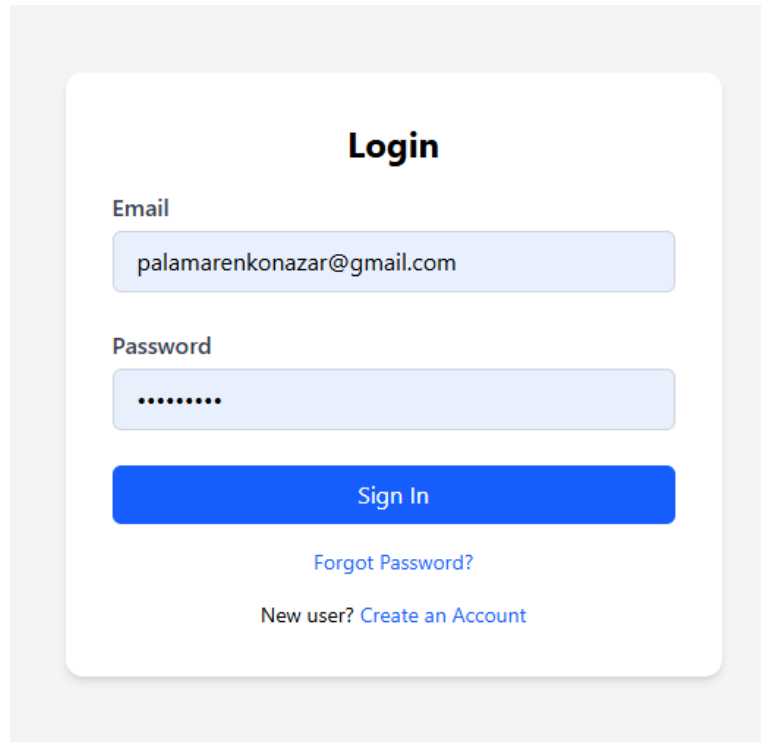 Login
Email
palamarenkonazar@gmail.com
Password
•••••••••
Sign In
Forgot Password?
New user? Create an Account